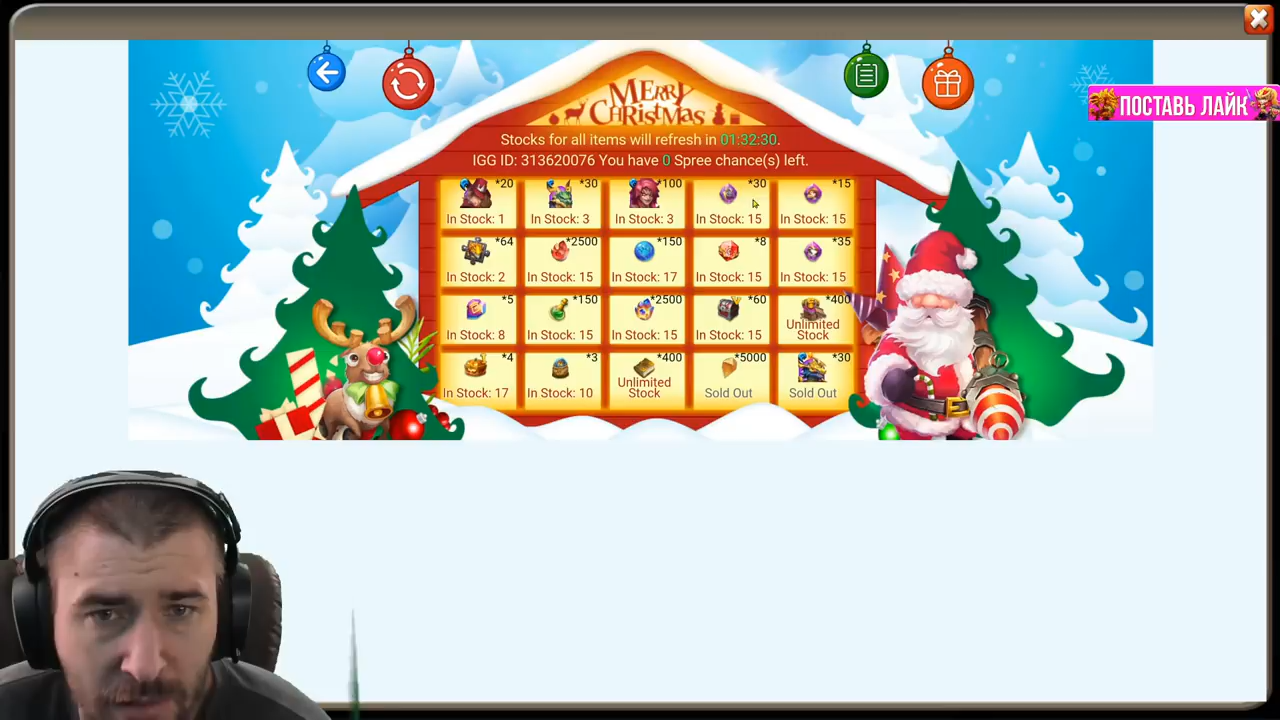 MERRY
CHRISTMAS
Stocks for all items will refresh in 01:32:30.
IGG ID: 313620076 You have 0 Spree chance(s) left.
ПОСТАВЬ ЛАЙК
*20 *30 *100 *30 *15
In Stock: 1 In Stock: 3 In Stock: 3 In Stock: 15 In Stock: 15
*64 *2500 *150 *8 *35
In Stock: 2 In Stock: 15 In Stock: 17 In Stock: 15 In Stock: 15
*5 *150 *2500 *60 *400
In Stock: 8 In Stock: 15 In Stock: 15 In Stock: 15 Unlimited
Stock
*4 *3 *400 *5000 *30
In Stock: 17 In Stock: 10 Unlimited Sold Out Sold Out
Stock